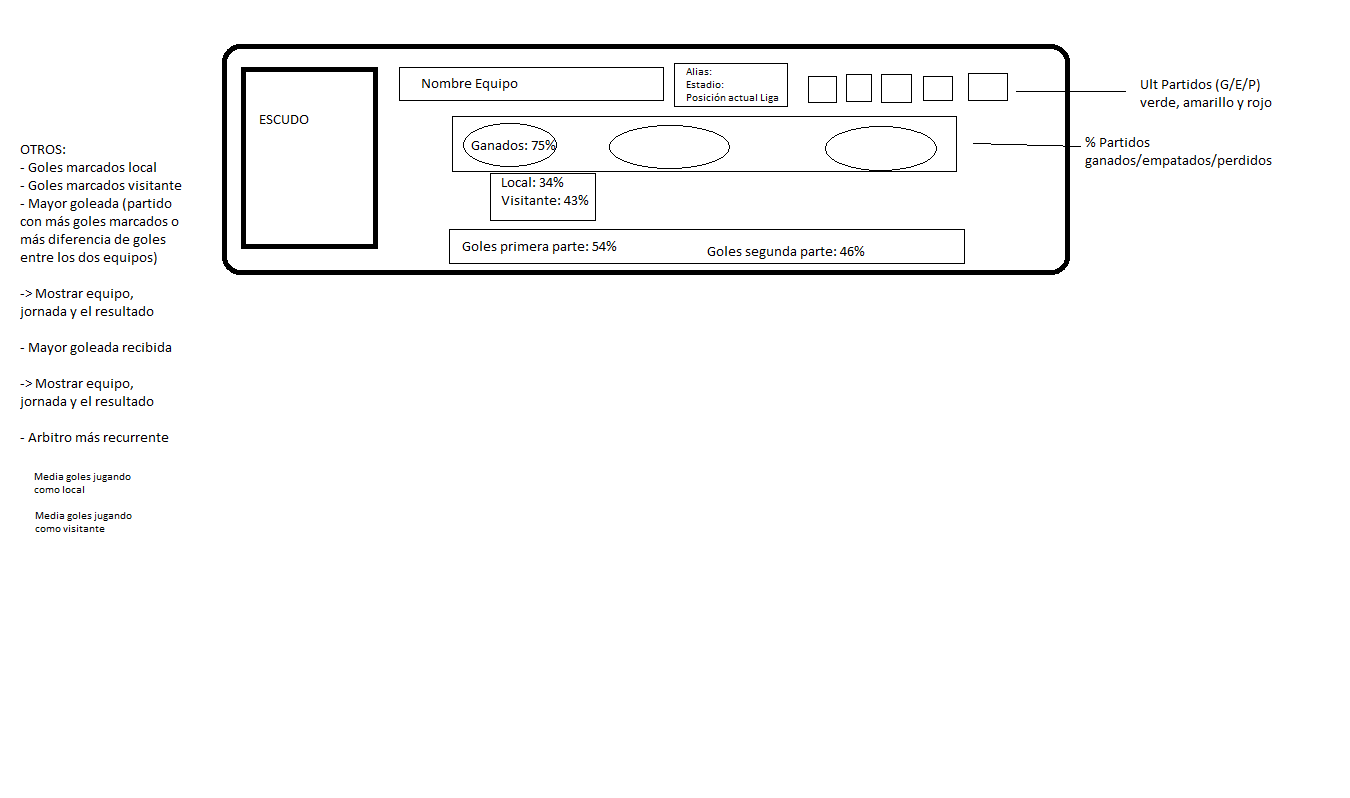 Nombre Equipo
Alias:
Estadio:
Posición actual Liga
Ult Partidos (G/E/P)
verde, amarillo y rojo
ESCUDO
Ganados: 75%
% Partidos
ganados/empatados/perdidos
Local: 34%
Visitante: 43%
Goles primera parte: 54%
Goles segunda parte: 46%
OTROS:
- Goles marcados local
- Goles marcados visitante
- Mayor goleada (partido
con más goles marcados o
más diferencia de goles
entre los dos equipos)
-> Mostrar equipo,
jornada y el resultado
- Mayor goleada recibida
-> Mostrar equipo,
jornada y el resultado
- Arbitro más recurrente
Media goles jugando
como local
Media goles jugando
como visitante